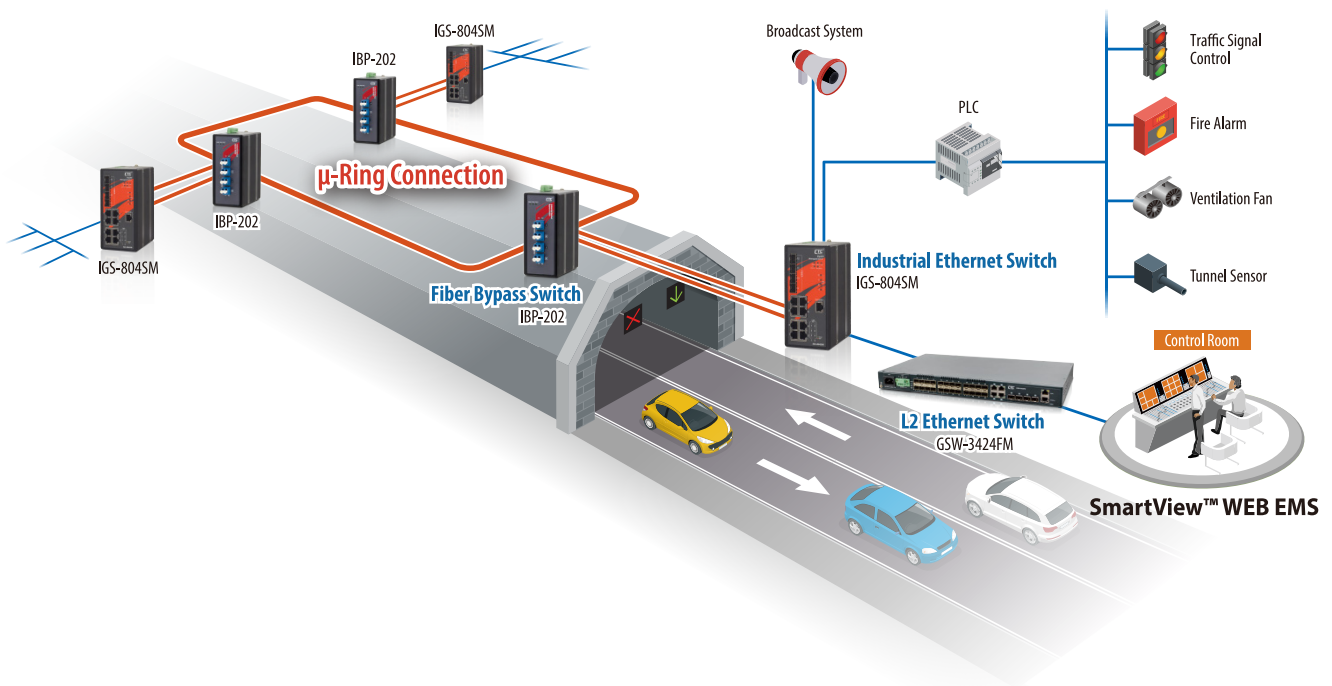 IGS-804SM
IBP-202
Broadcast System
Traffic Signal
Control
PLC
Fire Alarm
μ-Ring Connection
IBP-202
Ventilation Fan
IGS-804SM
Industrial Ethernet Switch
IGS-804SM
Tunnel Sensor
Fiber Bypass Switch
IBP-202
Control Room
L2 Ethernet Switch
GSW-3424FM
SmartView™ WEB EMS